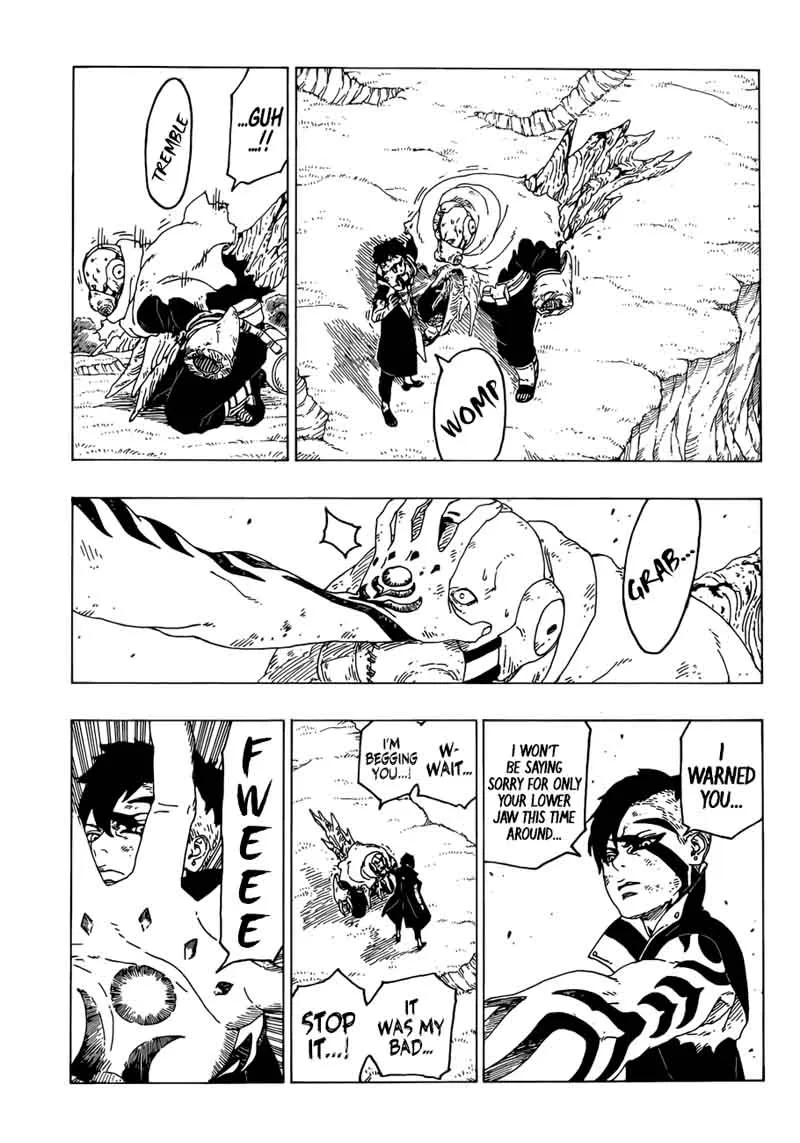 WOMP
...GUH
...!!
TREMBLE
GRAB...
I
WARNED
YOU...
I WON'T
BE SAYING
SORRY FOR ONLY
YOUR LOWER
JAW THIS TIME
AROUND...
W-
WAIT...
I'M
BEGGING
YOU...!
IT
WAS MY
BAD...
STOP
IT...!
FWEEE